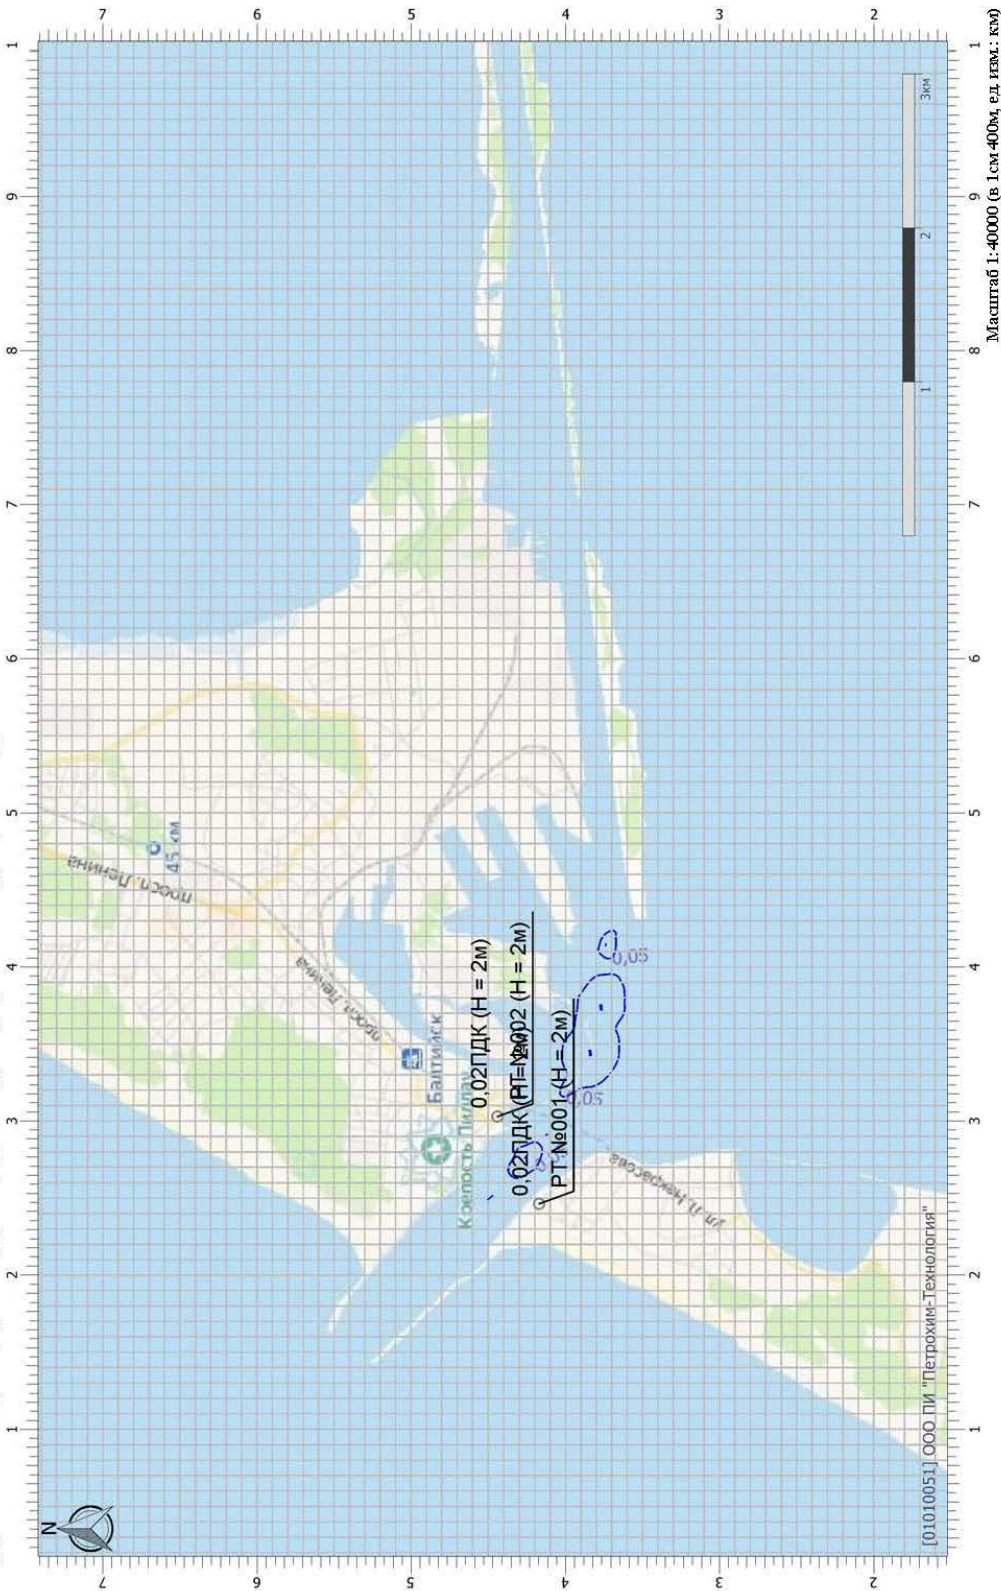 7 6 5 4 3 2
1
9
8
7
6
5
4
3
2
1
N
45 км
просп. Ленина
просп. Ленина
Балтийск
Крепость Пиллау
0,02ПДК (Н = 2м)
РТ №002 (Н = 2м)
0,02ПДК (Н = 2м)
РТ №001 (Н = 2м)
0,05
0,05
ул. П. Некрасова
1
2
3км
[01010051] ООО ПИ "Петрохим-Технология"
Масштаб 1:40000 (в 1см 400м, ед. изм.: км)
1
9
8
7
6
5
4
3
2
1
7 6 5 4 3 2